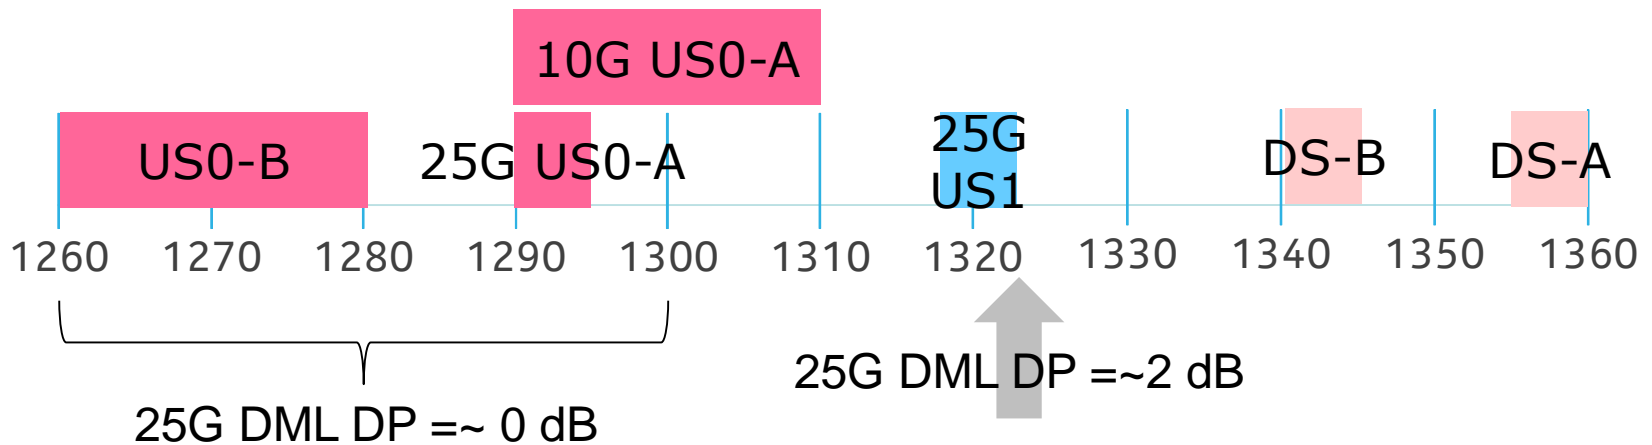 10G US0-A
US0-B
25G US0-A
25G
US1
DS-B
DS-A
1260 1270 1280 1290 1300 1310 1320 1330 1340 1350 1360
25G DML DP =~2 dB
25G DML DP =~ 0 dB